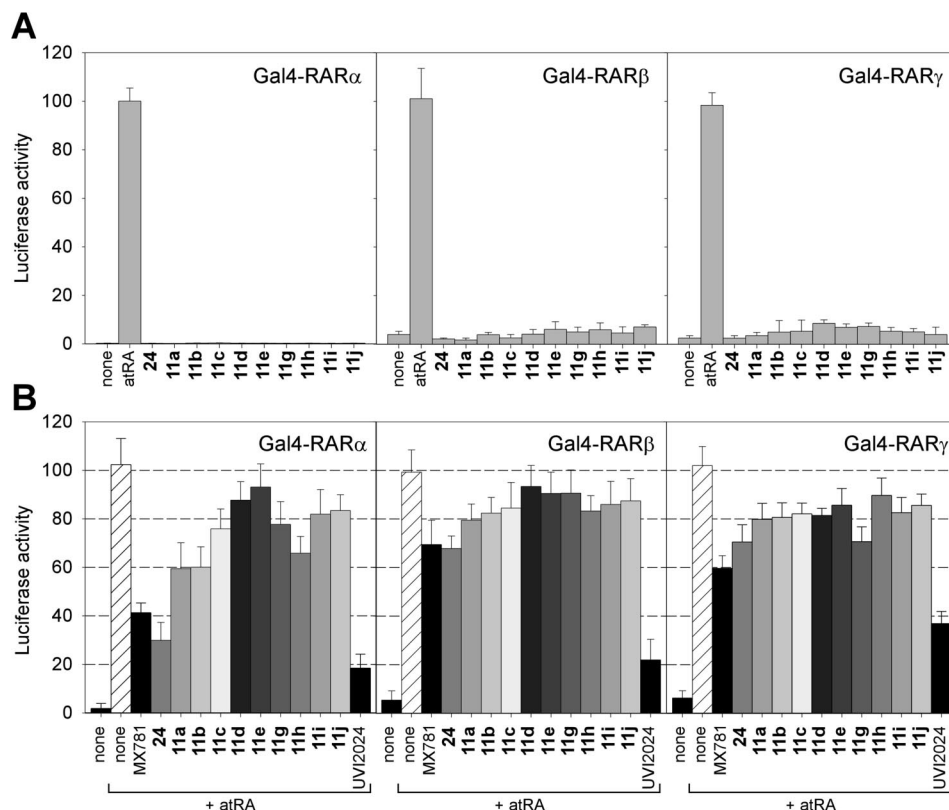 A
Luciferase activity
120
100
80
60
40
20
0
Gal4-RARα
Gal4-RARβ
Gal4-RARγ
none atRA 24 11a 11b 11c 11d 11e 11g 11h 11i 11j
none atRA 24 11a 11b 11c 11d 11e 11g 11h 11i 11j
none atRA 24 11a 11b 11c 11d 11e 11g 11h 11i 11j
B
Luciferase activity
120
100
80
60
40
20
0
Gal4-RARα
Gal4-RARβ
Gal4-RARγ
none none MX781 24 11a 11b 11c 11d 11e 11g 11h 11i 11j UVI2024
none none MX781 24 11a 11b 11c 11d 11e 11g 11h 11i 11j UVI2024
none none MX781 24 11a 11b 11c 11d 11e 11g 11h 11i 11j UVI2024
+ atRA
+ atRA
+ atRA